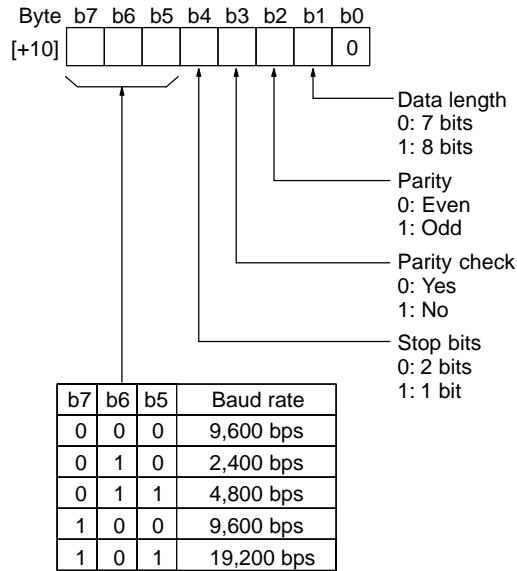 Byte b7 b6 b5 b4 b3 b2 b1 b0
[+10] 0
Data length
0: 7 bits
1: 8 bits
Parity
0: Even
1: Odd
Parity check
0: Yes
1: No
Stop bits
0: 2 bits
1: 1 bit
b7 b6 b5 Baud rate
0 0 0 9,600 bps
0 1 0 2,400 bps
0 1 1 4,800 bps
1 0 0 9,600 bps
1 0 1 19,200 bps